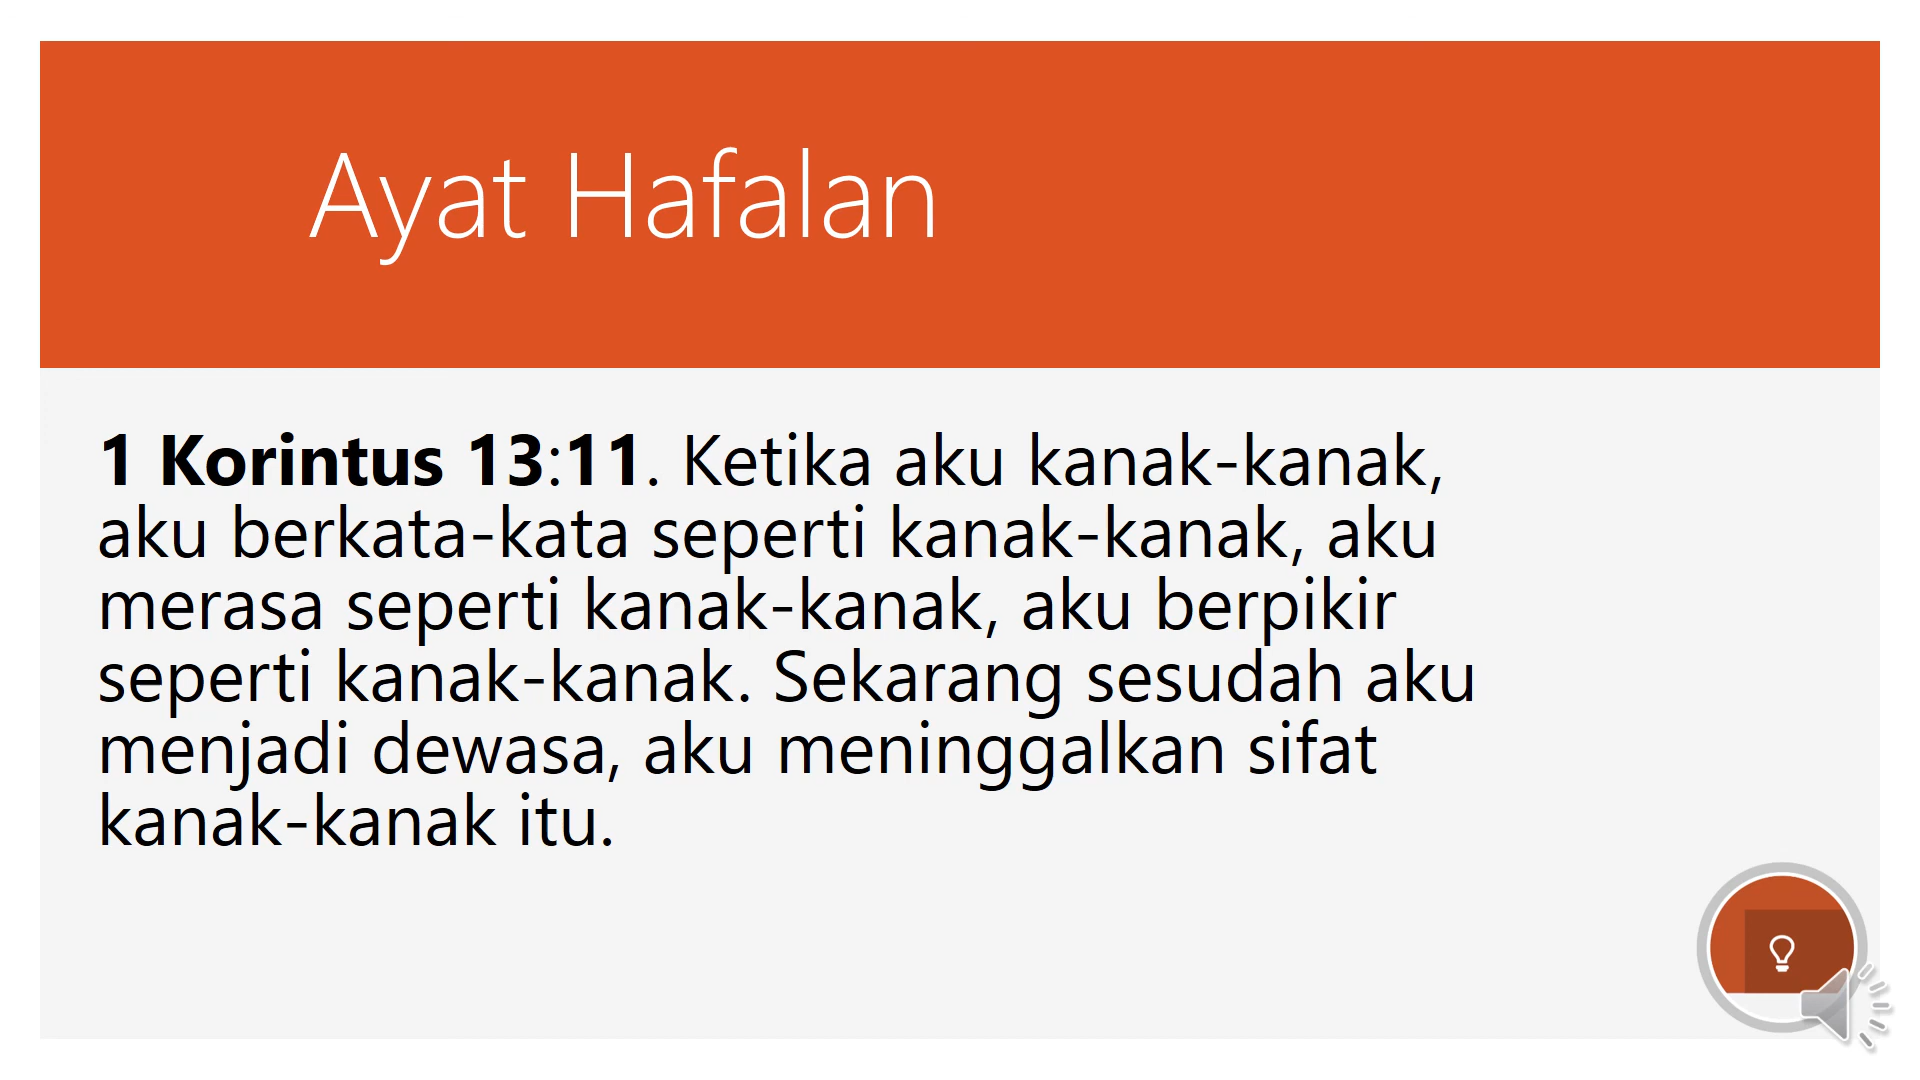 Ayat Hafalan
1 Korintus 13:11. Ketika aku kanak-kanak,
aku berkata-kata seperti kanak-kanak, aku
merasa seperti kanak-kanak, aku berpikir
seperti kanak-kanak. Sekarang sesudah aku
menjadi dewasa, aku meninggalkan sifat
kanak-kanak itu.